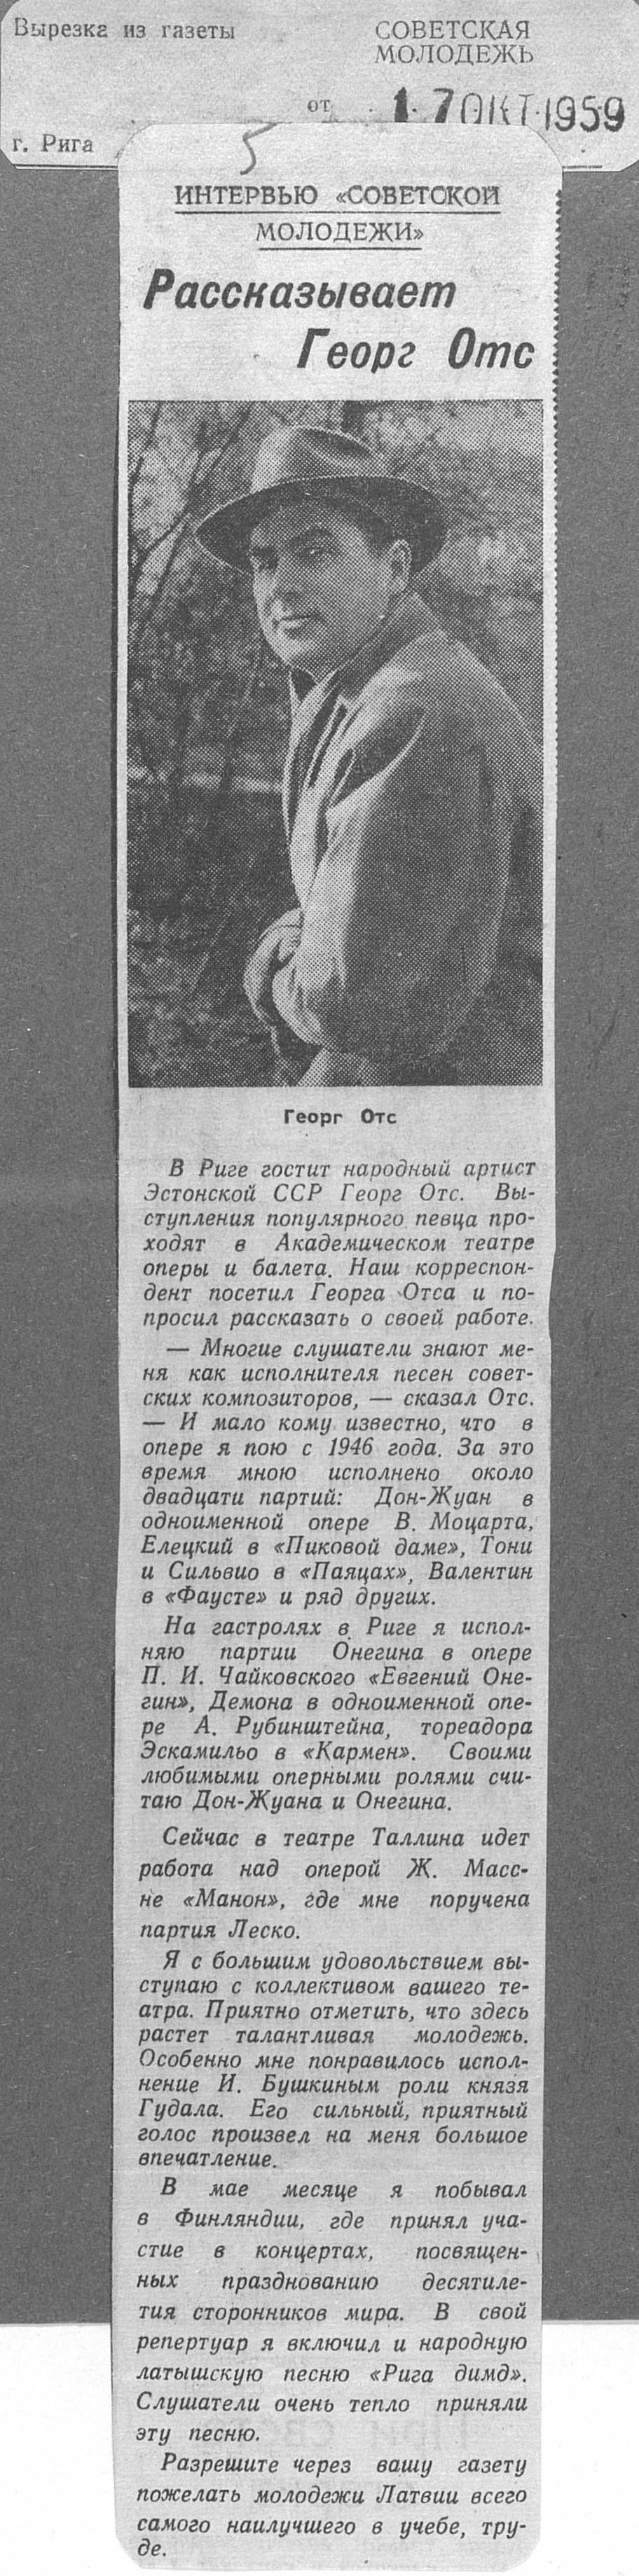 Вырезка из газеты
СОВЕТСКАЯ
МОЛОДЕЖЬ
от 17 ОКТ 1959
г. Рига
5
ИНТЕРВЬЮ «СОВЕТСКОЙ
МОЛОДЕЖИ»
Рассказывает
Георг Отс
Георг Отс
В Риге гостит народный артист
Эстонской ССР Георг Отс. Вы-
ступления популярного певца про-
ходят в Академическом театре
оперы и балета. Наш корреспон-
дент посетил Георга Отса и по-
просил рассказать о своей работе.
— Многие слушатели знают ме-
ня как исполнителя песен совет-
ских композиторов, — сказал Отс.
— И мало кому известно, что в
опере я пою с 1946 года. За это
время мною исполнено около
двадцати партий: Дон-Жуан в
одноименной опере В. Моцарта,
Елецкий в «Пиковой даме», Тони
и Сильвио в «Паяцах», Валентин
в «Фаусте» и ряд других.
На гастролях в Риге я испол-
няю партии Онегина в опере
П. И. Чайковского «Евгений Оне-
гин», Демона в одноименной опе-
ре А. Рубинштейна, тореадора
Эскамильо в «Кармен». Своими
любимыми оперными ролями счи-
таю Дон-Жуана и Онегина.
Сейчас в театре Таллина идет
работа над оперой Ж. Масс-
не «Манон», где мне поручена
партия Леско.
Я с большим удовольствием вы-
ступаю с коллективом вашего те-
атра. Приятно отметить, что здесь
растет талантливая молодежь.
Особенно мне понравилось испол-
нение И. Бушкиным роли князя
Гудала. Его сильный, приятный
голос произвел на меня большое
впечатление.
В мае месяце я побывал
в Финляндии, где принял уча-
стие в концертах, посвящен-
ных празднованию десятиле-
тия сторонников мира. В свой
репертуар я включил и народную
латышскую песню «Рига димд».
Слушатели очень тепло приняли
эту песню.
Разрешите через вашу газету
пожелать молодежи Латвии всего
самого наилучшего в учебе, тру-
де.